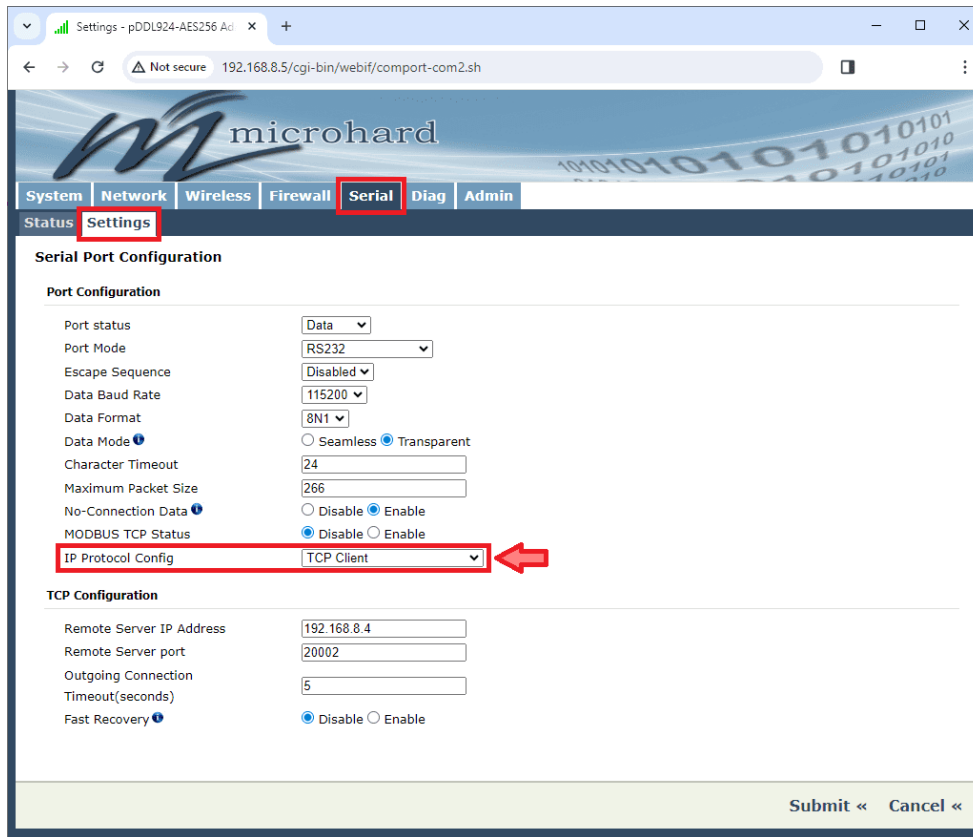 Settings - pDDL924-AES256 Ad
Not secure 192.168.8.5/cgi-bin/webif/comport-com2.sh
microhard
System Network Wireless Firewall Serial Diag Admin
Status Settings
Serial Port Configuration
Port Configuration
Port status Data
Port Mode RS232
Escape Sequence Disabled
Data Baud Rate 115200
Data Format 8N1
Data Mode Seamless Transparent
Character Timeout 24
Maximum Packet Size 266
No-Connection Data Disable Enable
MODBUS TCP Status Disable Enable
IP Protocol Config TCP Client
TCP Configuration
Remote Server IP Address 192.168.8.4
Remote Server port 20002
Outgoing Connection
Timeout(seconds) 5
Fast Recovery Disable Enable
Submit « Cancel «